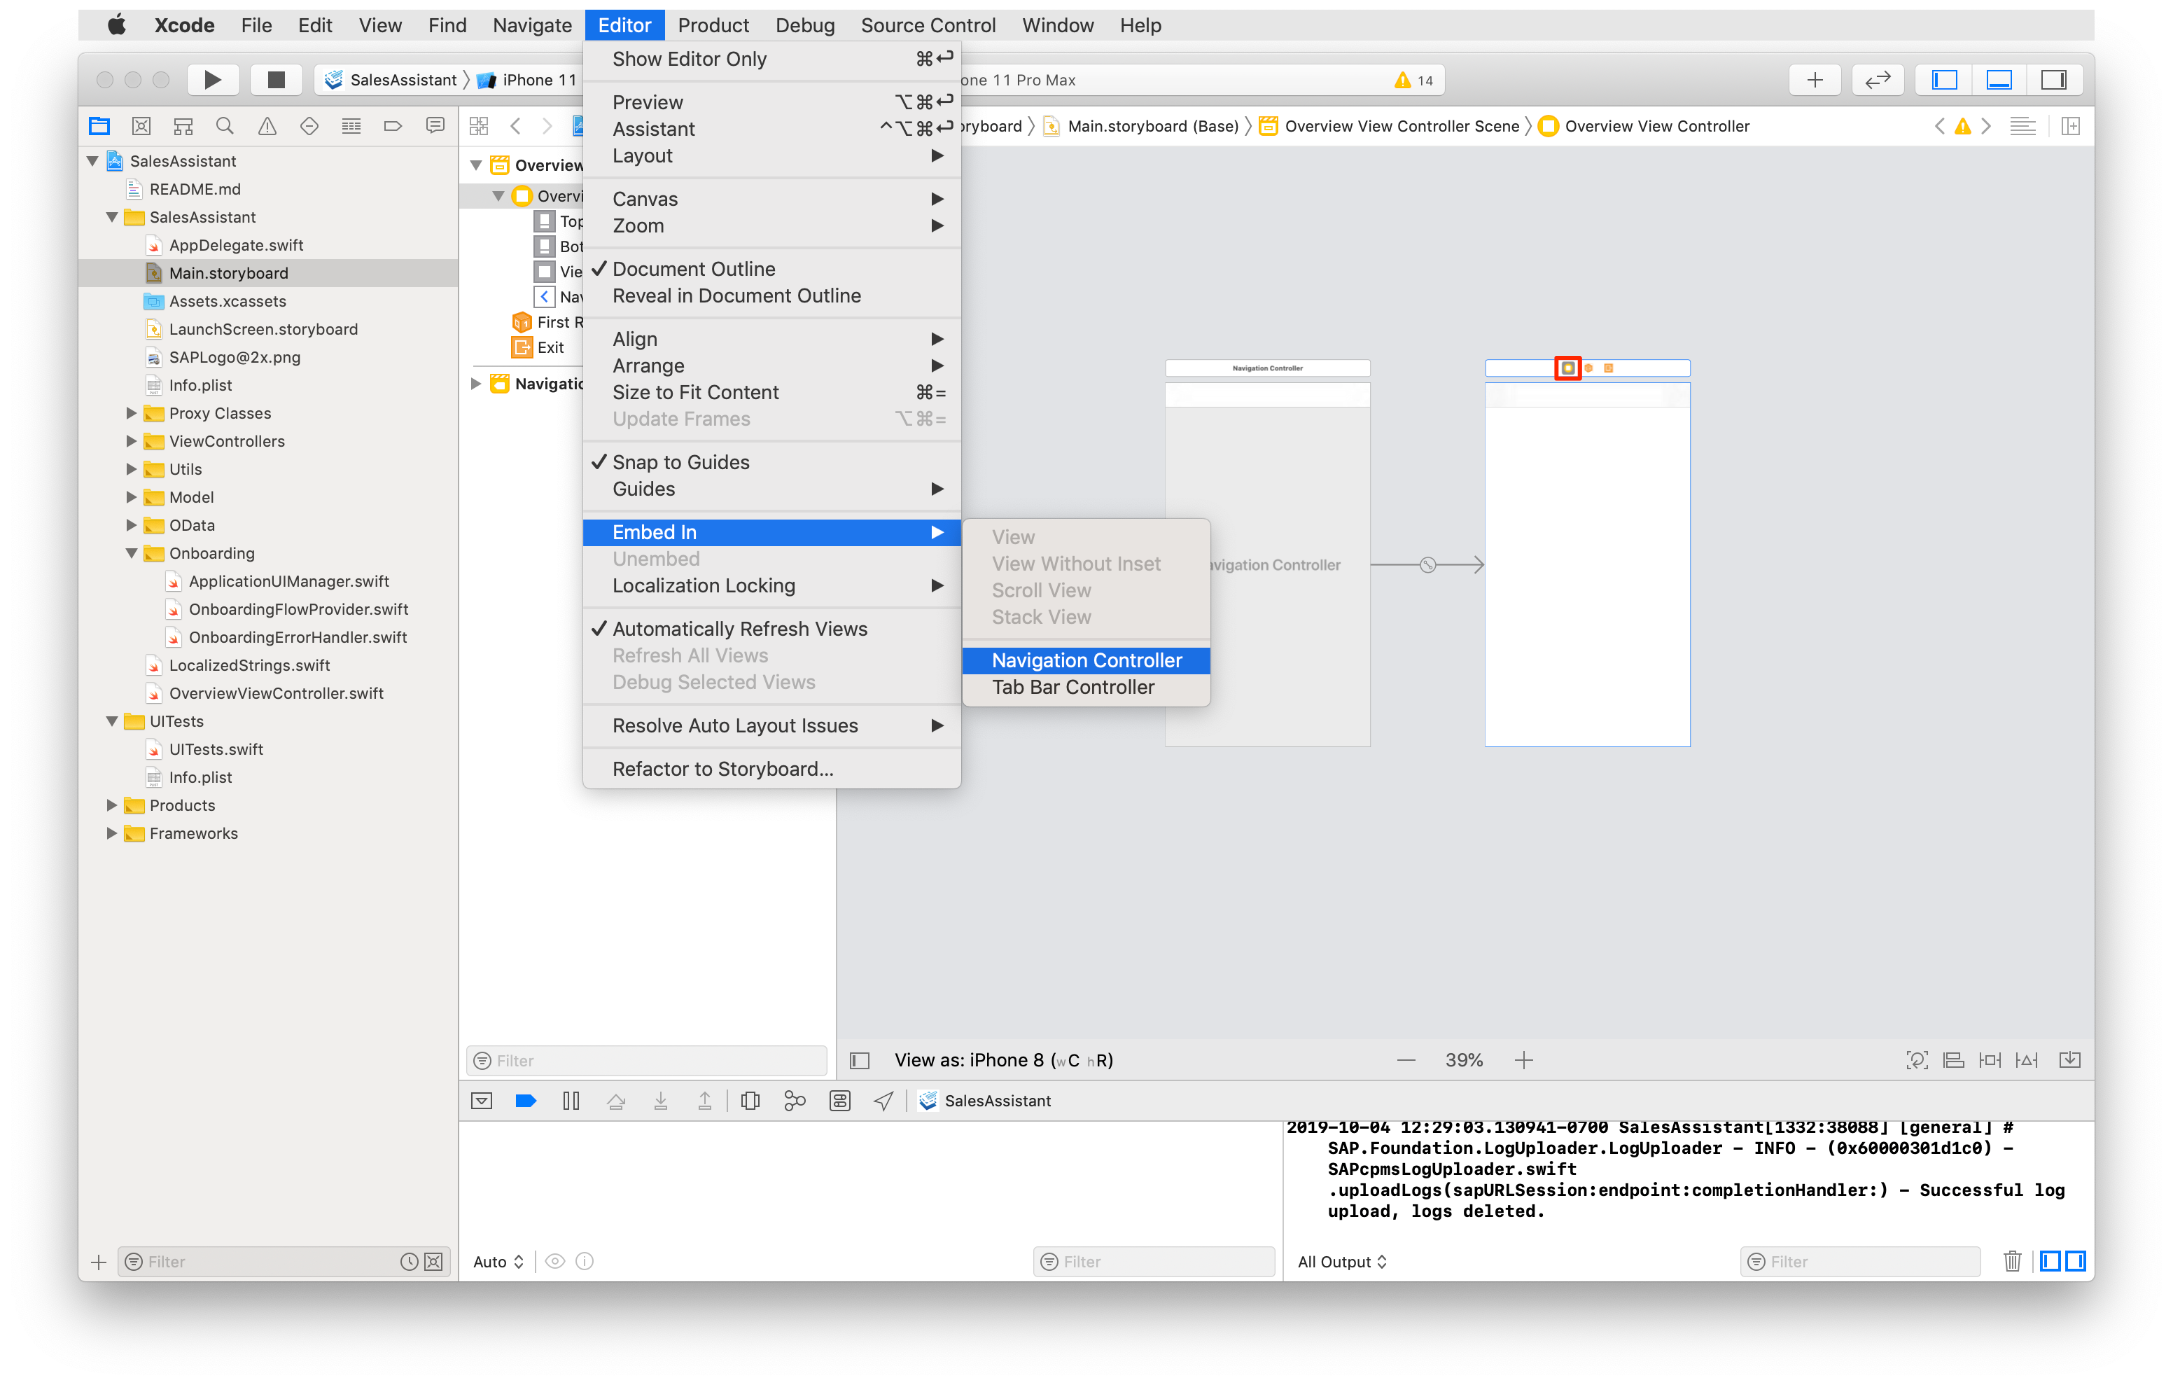 Xcode File Edit View Find Navigate Editor Product Debug Source Control Window Help
SalesAssistant iPhone 11
one 11 Pro Max
14
Show Editor Only ⌘↩
Preview ⌥⌘↩
Assistant ^⌥⌘↩
Layout
Canvas
Zoom
✓ Document Outline
Reveal in Document Outline
Align
Arrange
Size to Fit Content ⌘=
Update Frames ⌥⌘=
✓ Snap to Guides
Guides
Embed In
Unembed
Localization Locking
✓ Automatically Refresh Views
Refresh All Views
Debug Selected Views
Resolve Auto Layout Issues
Refactor to Storyboard...
View
View Without Inset
Scroll View
Stack View
Navigation Controller
Tab Bar Controller
oryboard Main.storyboard (Base) Overview View Controller Scene Overview View Controller
SalesAssistant
README.md
SalesAssistant
AppDelegate.swift
Main.storyboard
Assets.xcassets
LaunchScreen.storyboard
SAPLogo@2x.png
Info.plist
Proxy Classes
ViewControllers
Utils
Model
OData
Onboarding
ApplicationUIManager.swift
OnboardingFlowProvider.swift
OnboardingErrorHandler.swift
LocalizedStrings.swift
OverviewViewController.swift
UITests
UITests.swift
Info.plist
Products
Frameworks
Filter
Overview
Overvi
Top
Bot
Vie
Nav
First R
Exit
Navigatio
Filter
Navigation Controller
avigation Controller
View as: iPhone 8 (wC hR)
39%
SalesAssistant
2019-10-04 12:29:03.130941-0700 SalesAssistant[1332:38088] [general] #
SAP.Foundation.LogUploader.LogUploader - INFO - (0x60000301d1c0) -
SAPcpmsLogUploader.swift
.uploadLogs(sapURLSession:endpoint:completionHandler:) - Successful log
upload, logs deleted.
Auto
Filter
All Output
Filter